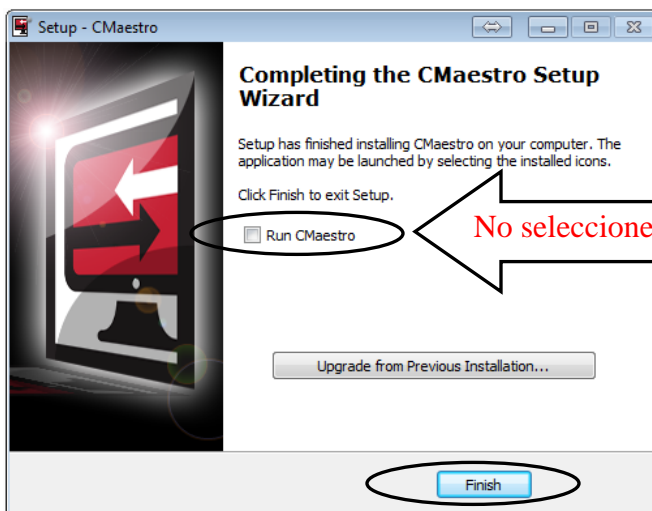 Setup - CMaestro
Completing the CMaestro Setup
Wizard
Setup has finished installing CMaestro on your computer. The
application may be launched by selecting the installed icons.
Click Finish to exit Setup.
Run CMaestro
No seleccione
Upgrade from Previous Installation...
Finish